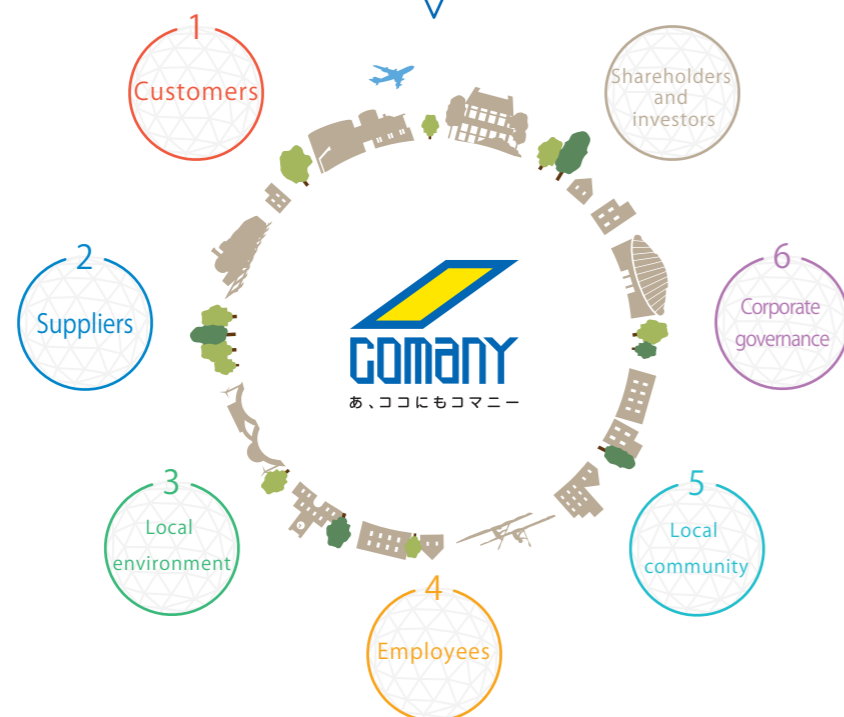 1
Customers
Shareholders
and
investors
2
Suppliers
6
Corporate
governance
comany
あ、ココにもコマニー
3
Local
environment
5
Local
community
4
Employees